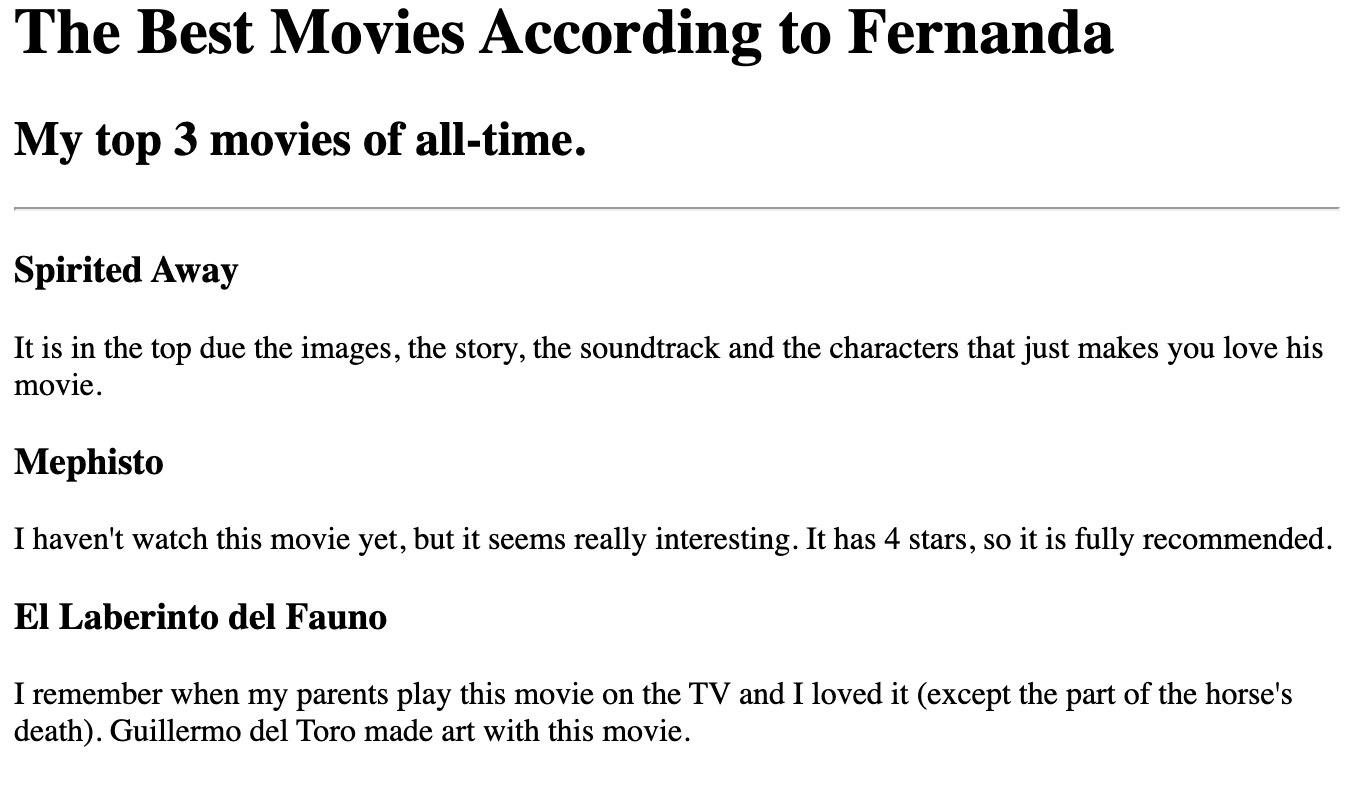 The Best Movies According to Fernanda
My top 3 movies of all-time.
Spirited Away
It is in the top due the images, the story, the soundtrack and the characters that just makes you love his
movie.
Mephisto
I haven't watch this movie yet, but it seems really interesting. It has 4 stars, so it is fully recommended.
El Laberinto del Fauno
I remember when my parents play this movie on the TV and I loved it (except the part of the horse's
death). Guillermo del Toro made art with this movie.